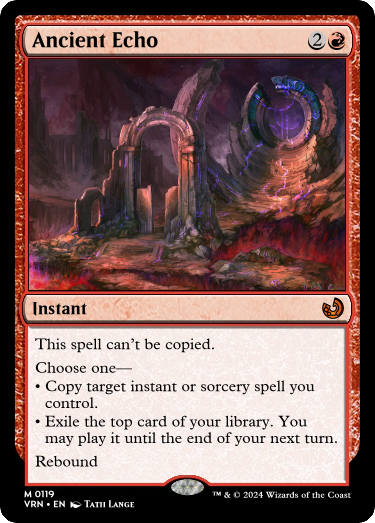 Ancient Echo 2
Instant
This spell can't be copied.
Choose one—
• Copy target instant or sorcery spell you
control.
• Exile the top card of your library. You
may play it until the end of your next turn.
Rebound
M 0119
VRN • EN Tatii Lange
™ & © 2024 Wizards of the Coast